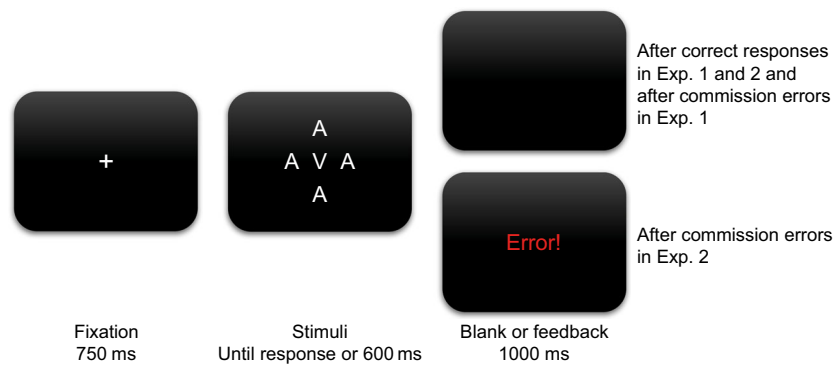 +
A
A V A
A
After correct responses
in Exp. 1 and 2 and
after commission errors
in Exp. 1
Error!
After commission errors
in Exp. 2
Fixation
750 ms
Stimuli
Until response or 600 ms
Blank or feedback
1000 ms